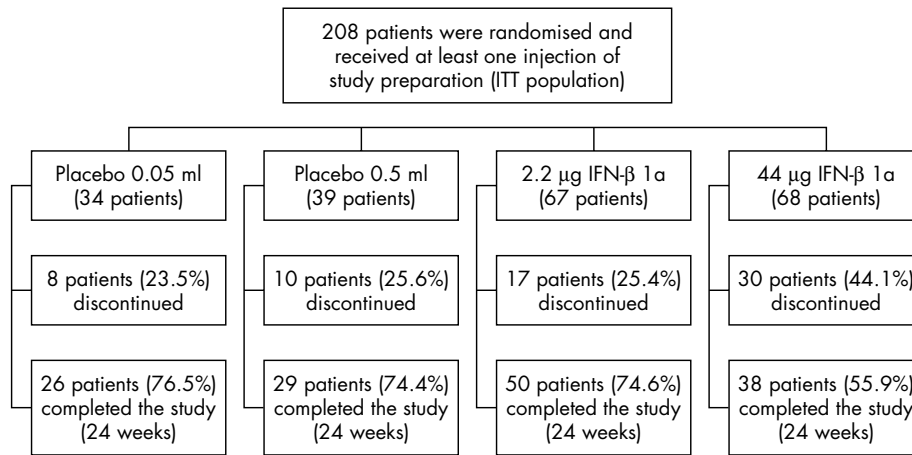 208 patients were randomised and
received at least one injection of
study preparation (ITT population)
Placebo 0.05 ml
(34 patients)
Placebo 0.5 ml
(39 patients)
2.2 μg IFN-β 1a
(67 patients)
44 μg IFN-β 1a
(68 patients)
8 patients (23.5%)
discontinued
10 patients (25.6%)
discontinued
17 patients (25.4%)
discontinued
30 patients (44.1%)
discontinued
26 patients (76.5%)
completed the study
(24 weeks)
29 patients (74.4%)
completed the study
(24 weeks)
50 patients (74.6%)
completed the study
(24 weeks)
38 patients (55.9%)
completed the study
(24 weeks)